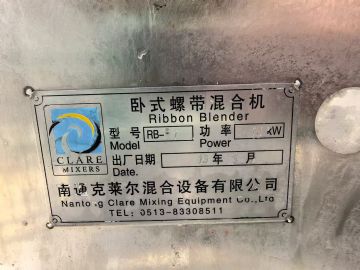 卧式螺带混合机
Ribbon Blender
型号 RB- 功率 KW
Model Power
出厂日期 年 月
Date.
CLARE
MIXERS
南通克莱尔混合设备有限公司
Nantong Clare Mixing Equipment Co.,Ltd
TEL: 0513-83308511